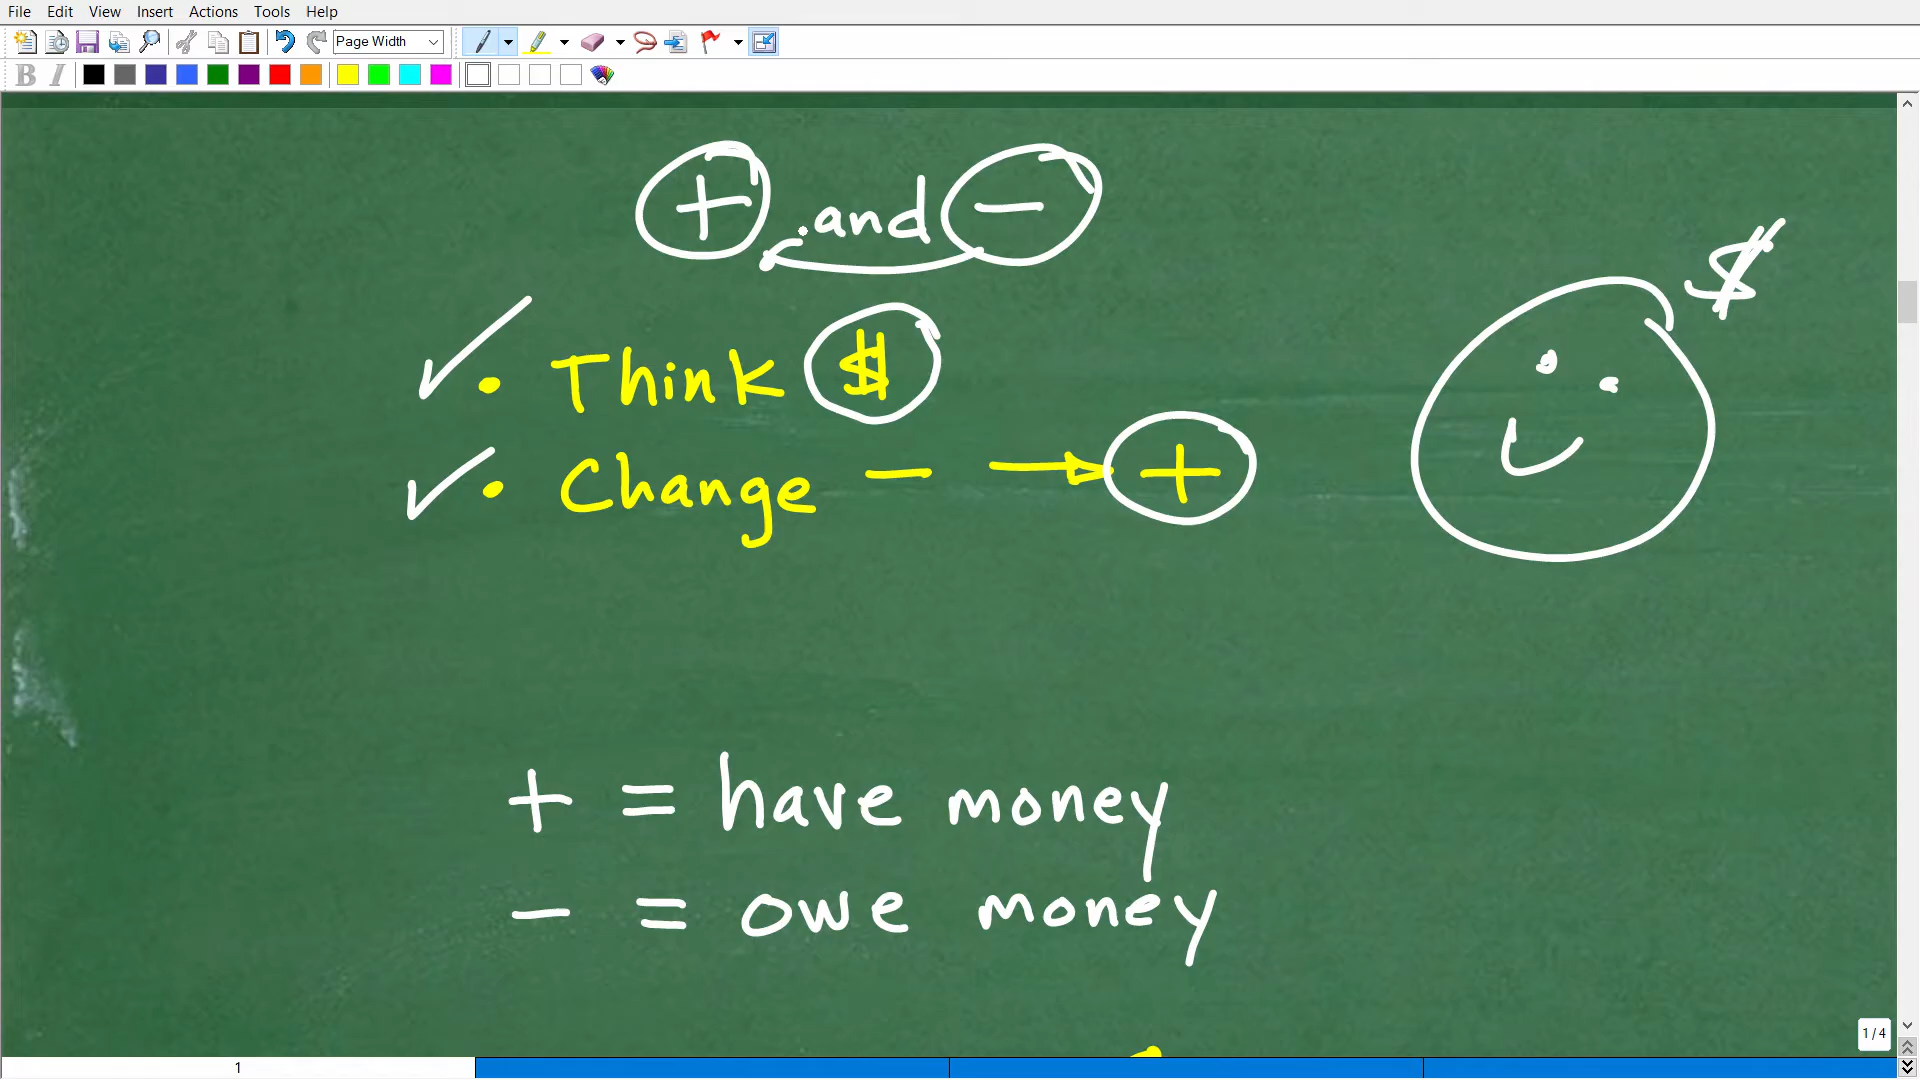 File Edit View Insert Actions Tools Help
Page Width
B I
+ and −
$
• Think $
• Change − → +
+ = have money
− = owe money
1 / 4
1